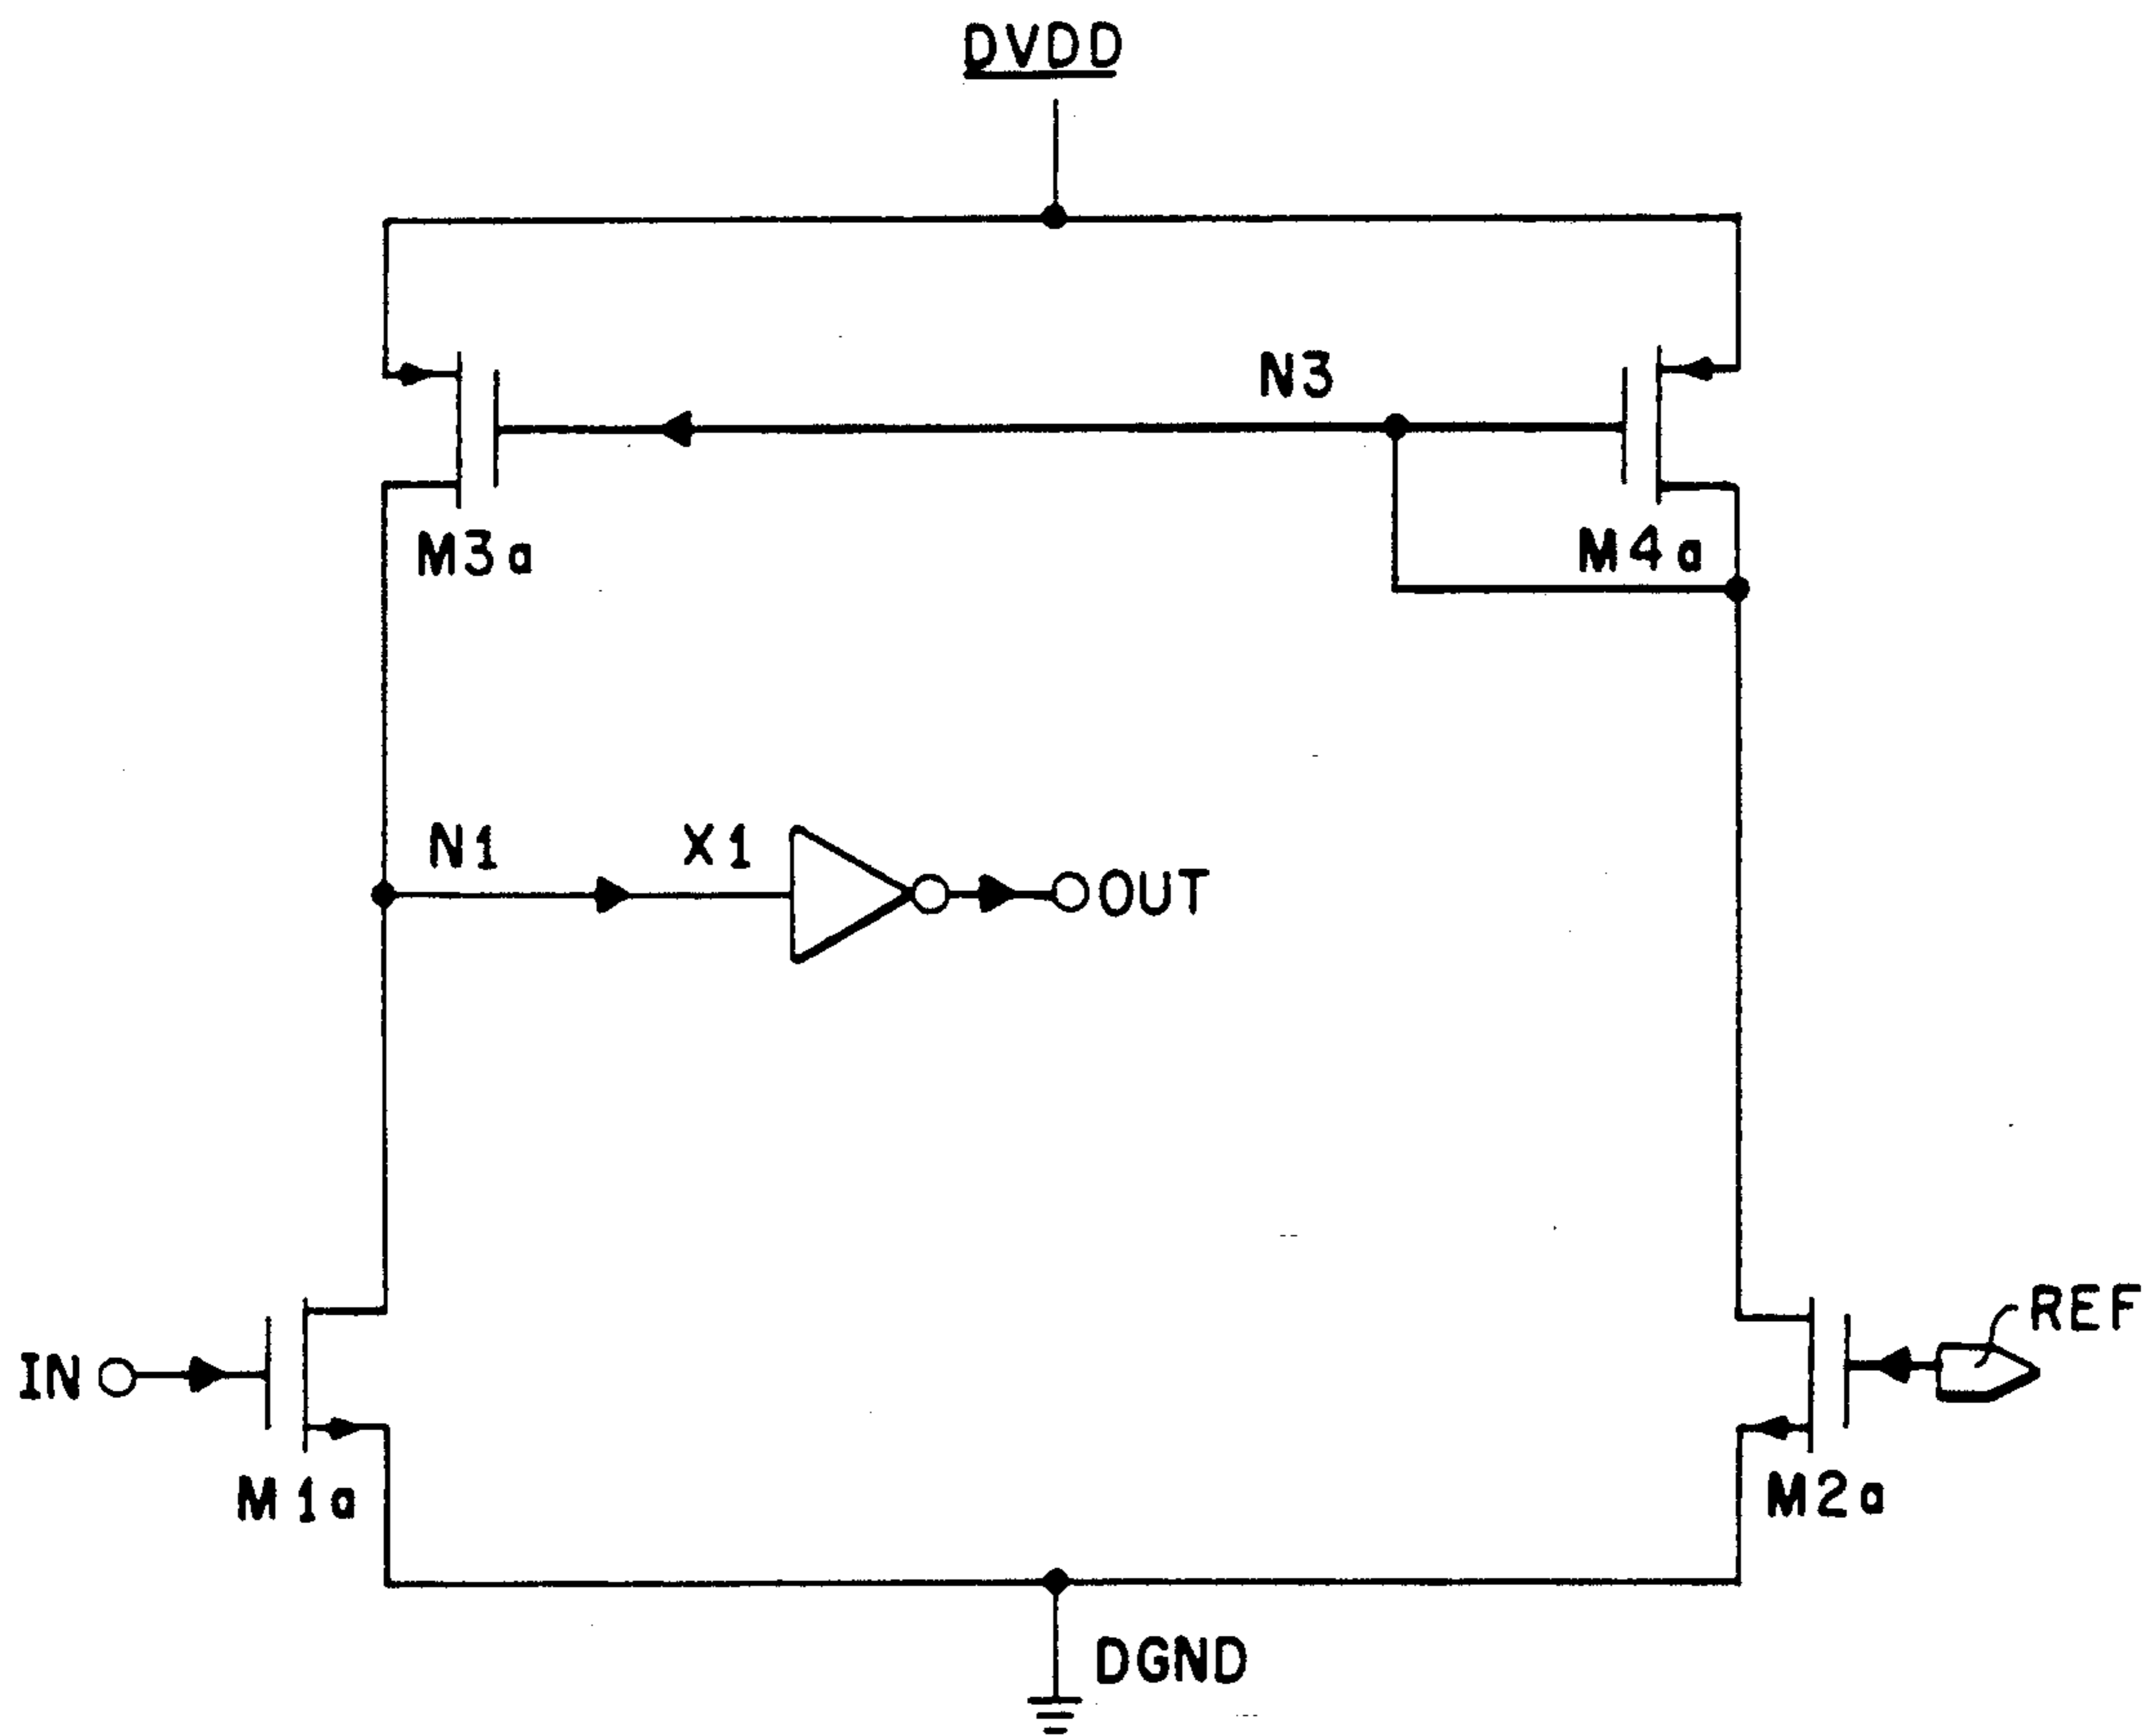 DVDD
N3
M3a
M4a
N1
X1
OUT
IN
REF
M1a
M2a
DGND